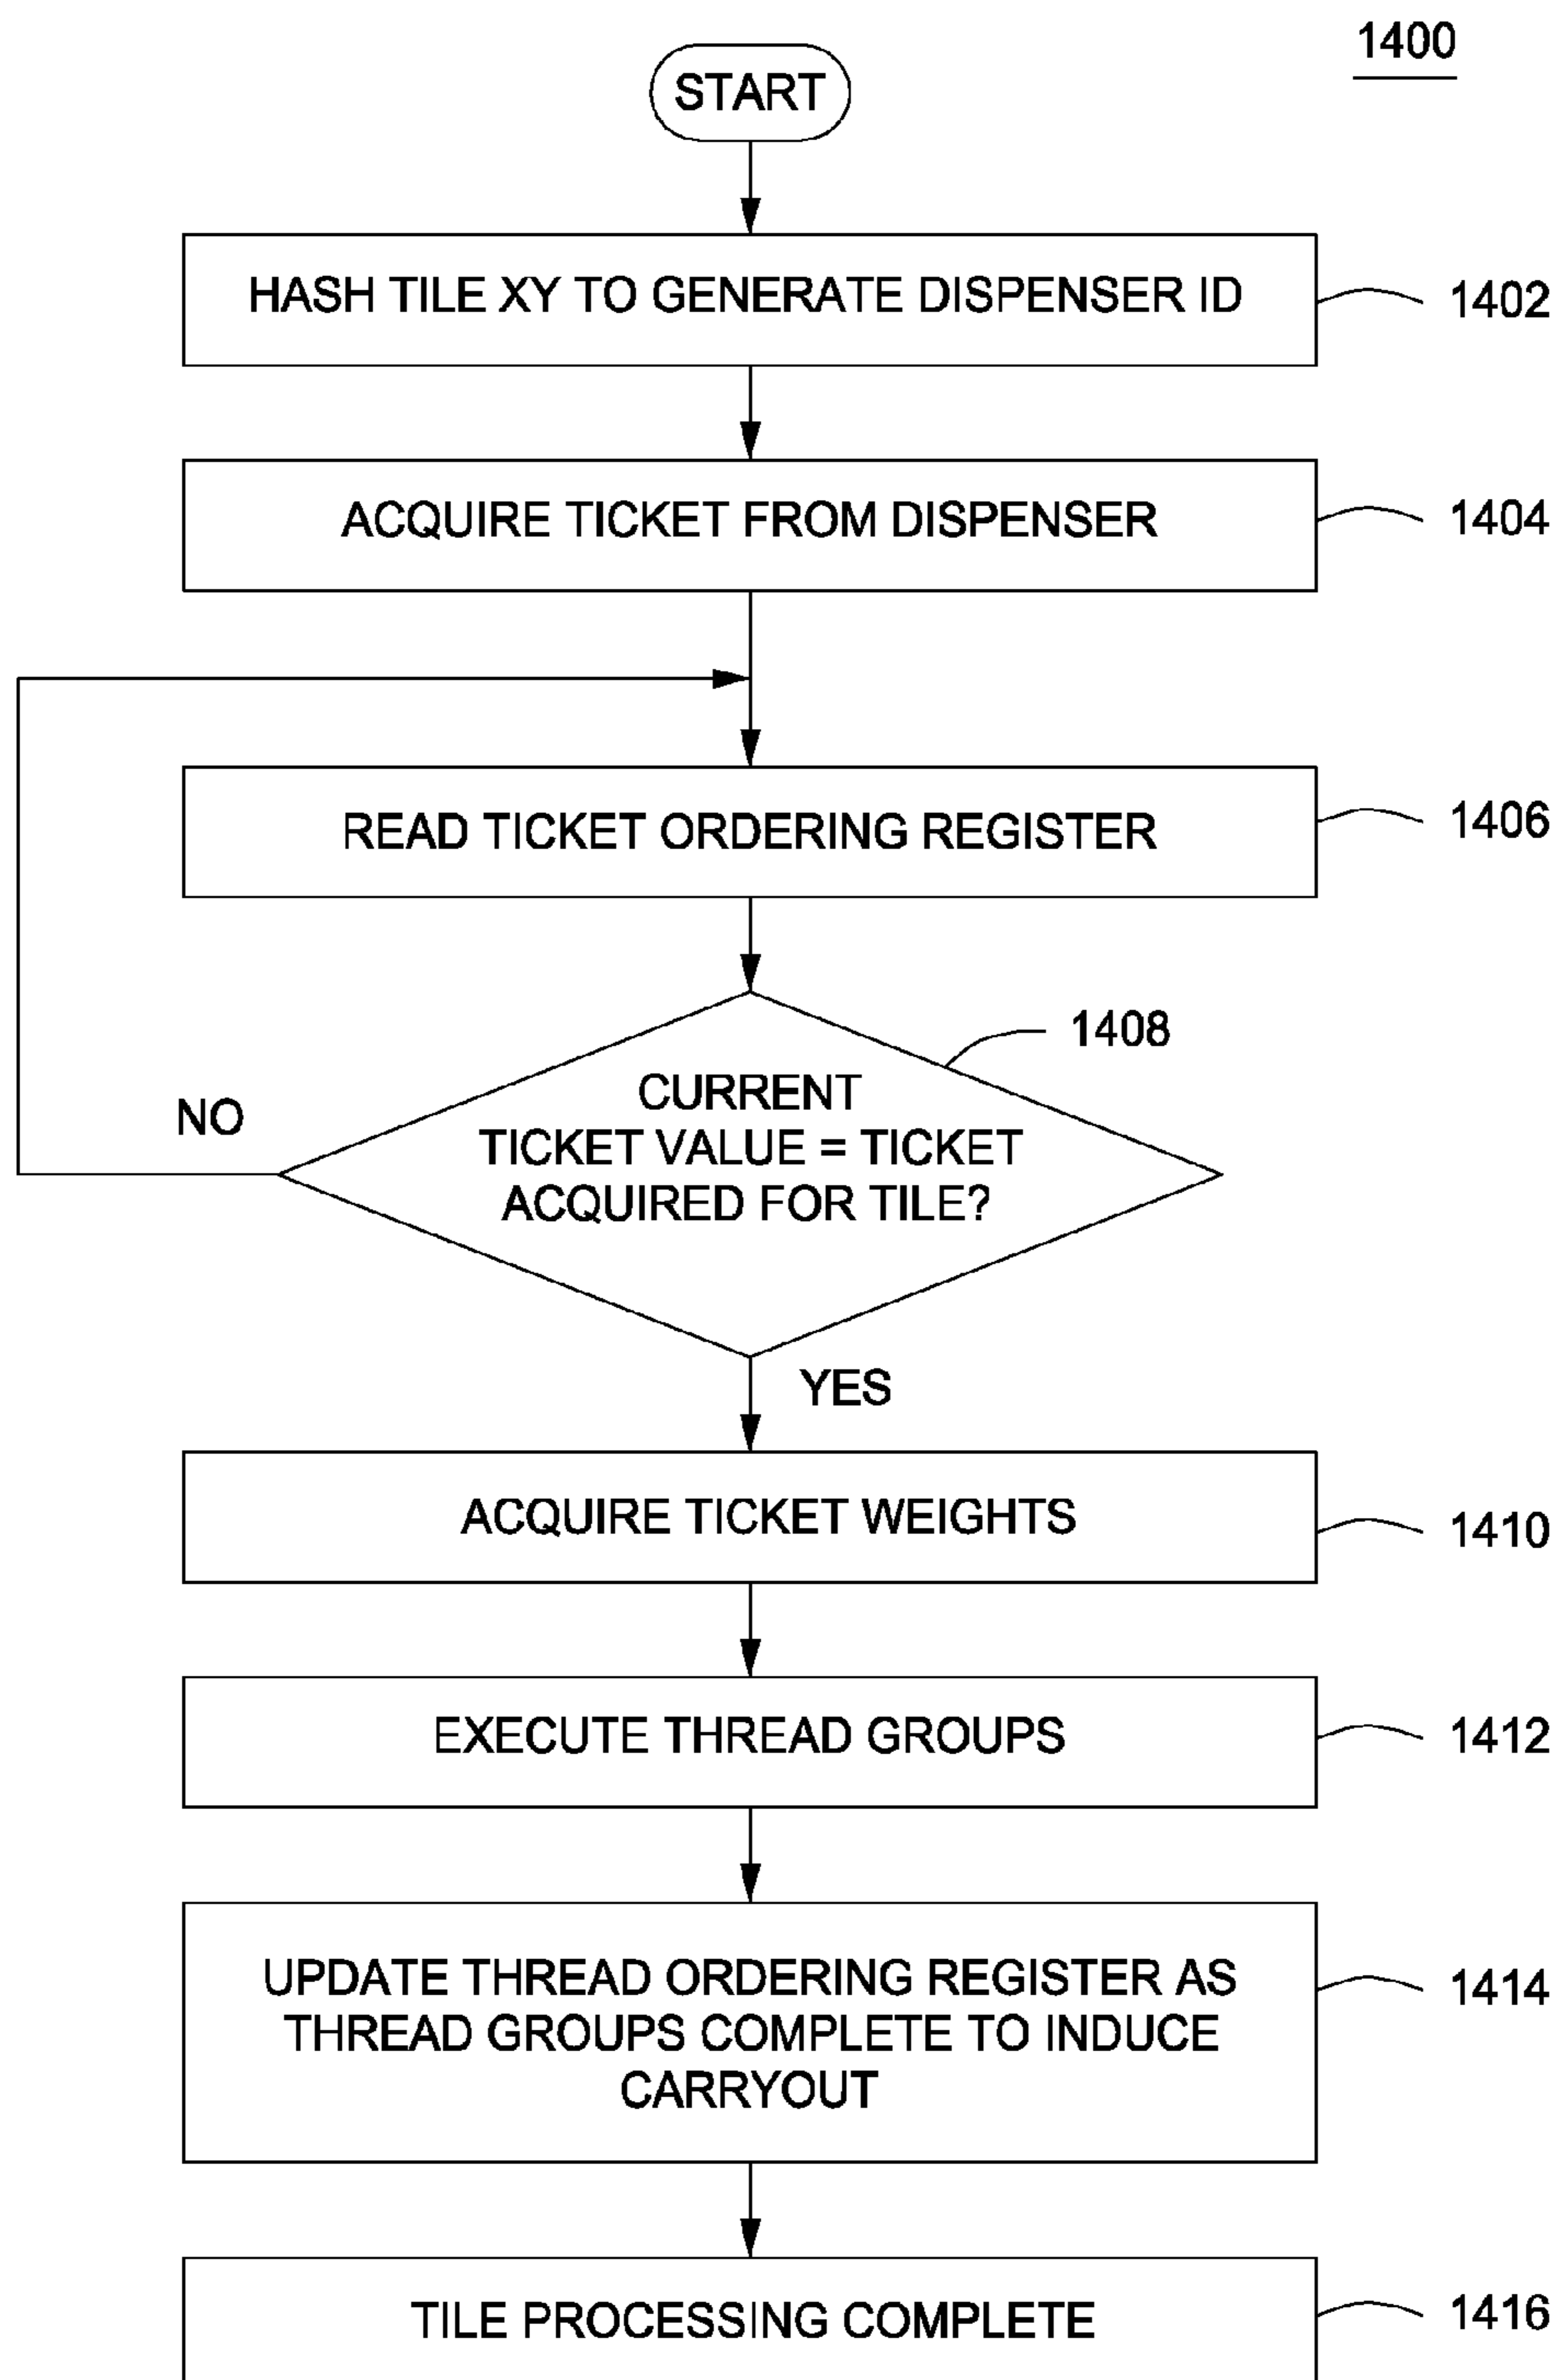 1400
START
HASH TILE XY TO GENERATE DISPENSER ID
1402
ACQUIRE TICKET FROM DISPENSER
1404
READ TICKET ORDERING REGISTER
1406
1408
CURRENT
TICKET VALUE = TICKET
ACQUIRED FOR TILE?
NO
YES
ACQUIRE TICKET WEIGHTS
1410
EXECUTE THREAD GROUPS
1412
UPDATE THREAD ORDERING REGISTER AS
THREAD GROUPS COMPLETE TO INDUCE
CARRYOUT
1414
TILE PROCESSING COMPLETE
1416